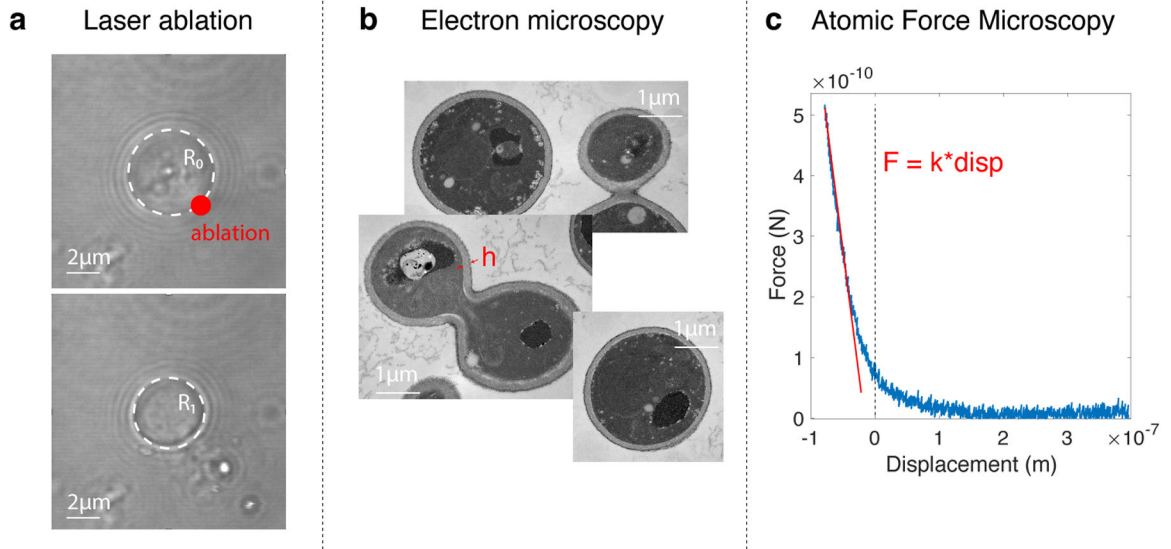 a Laser ablation
R0
ablation
2μm
R1
2μm
b Electron microscopy
1μm
h
1μm
1μm
c Atomic Force Microscopy
×10-10
5
4
3
2
1
0
Force (N)
F = k*disp
-1 0 1 2 3 ×10-7
Displacement (m)